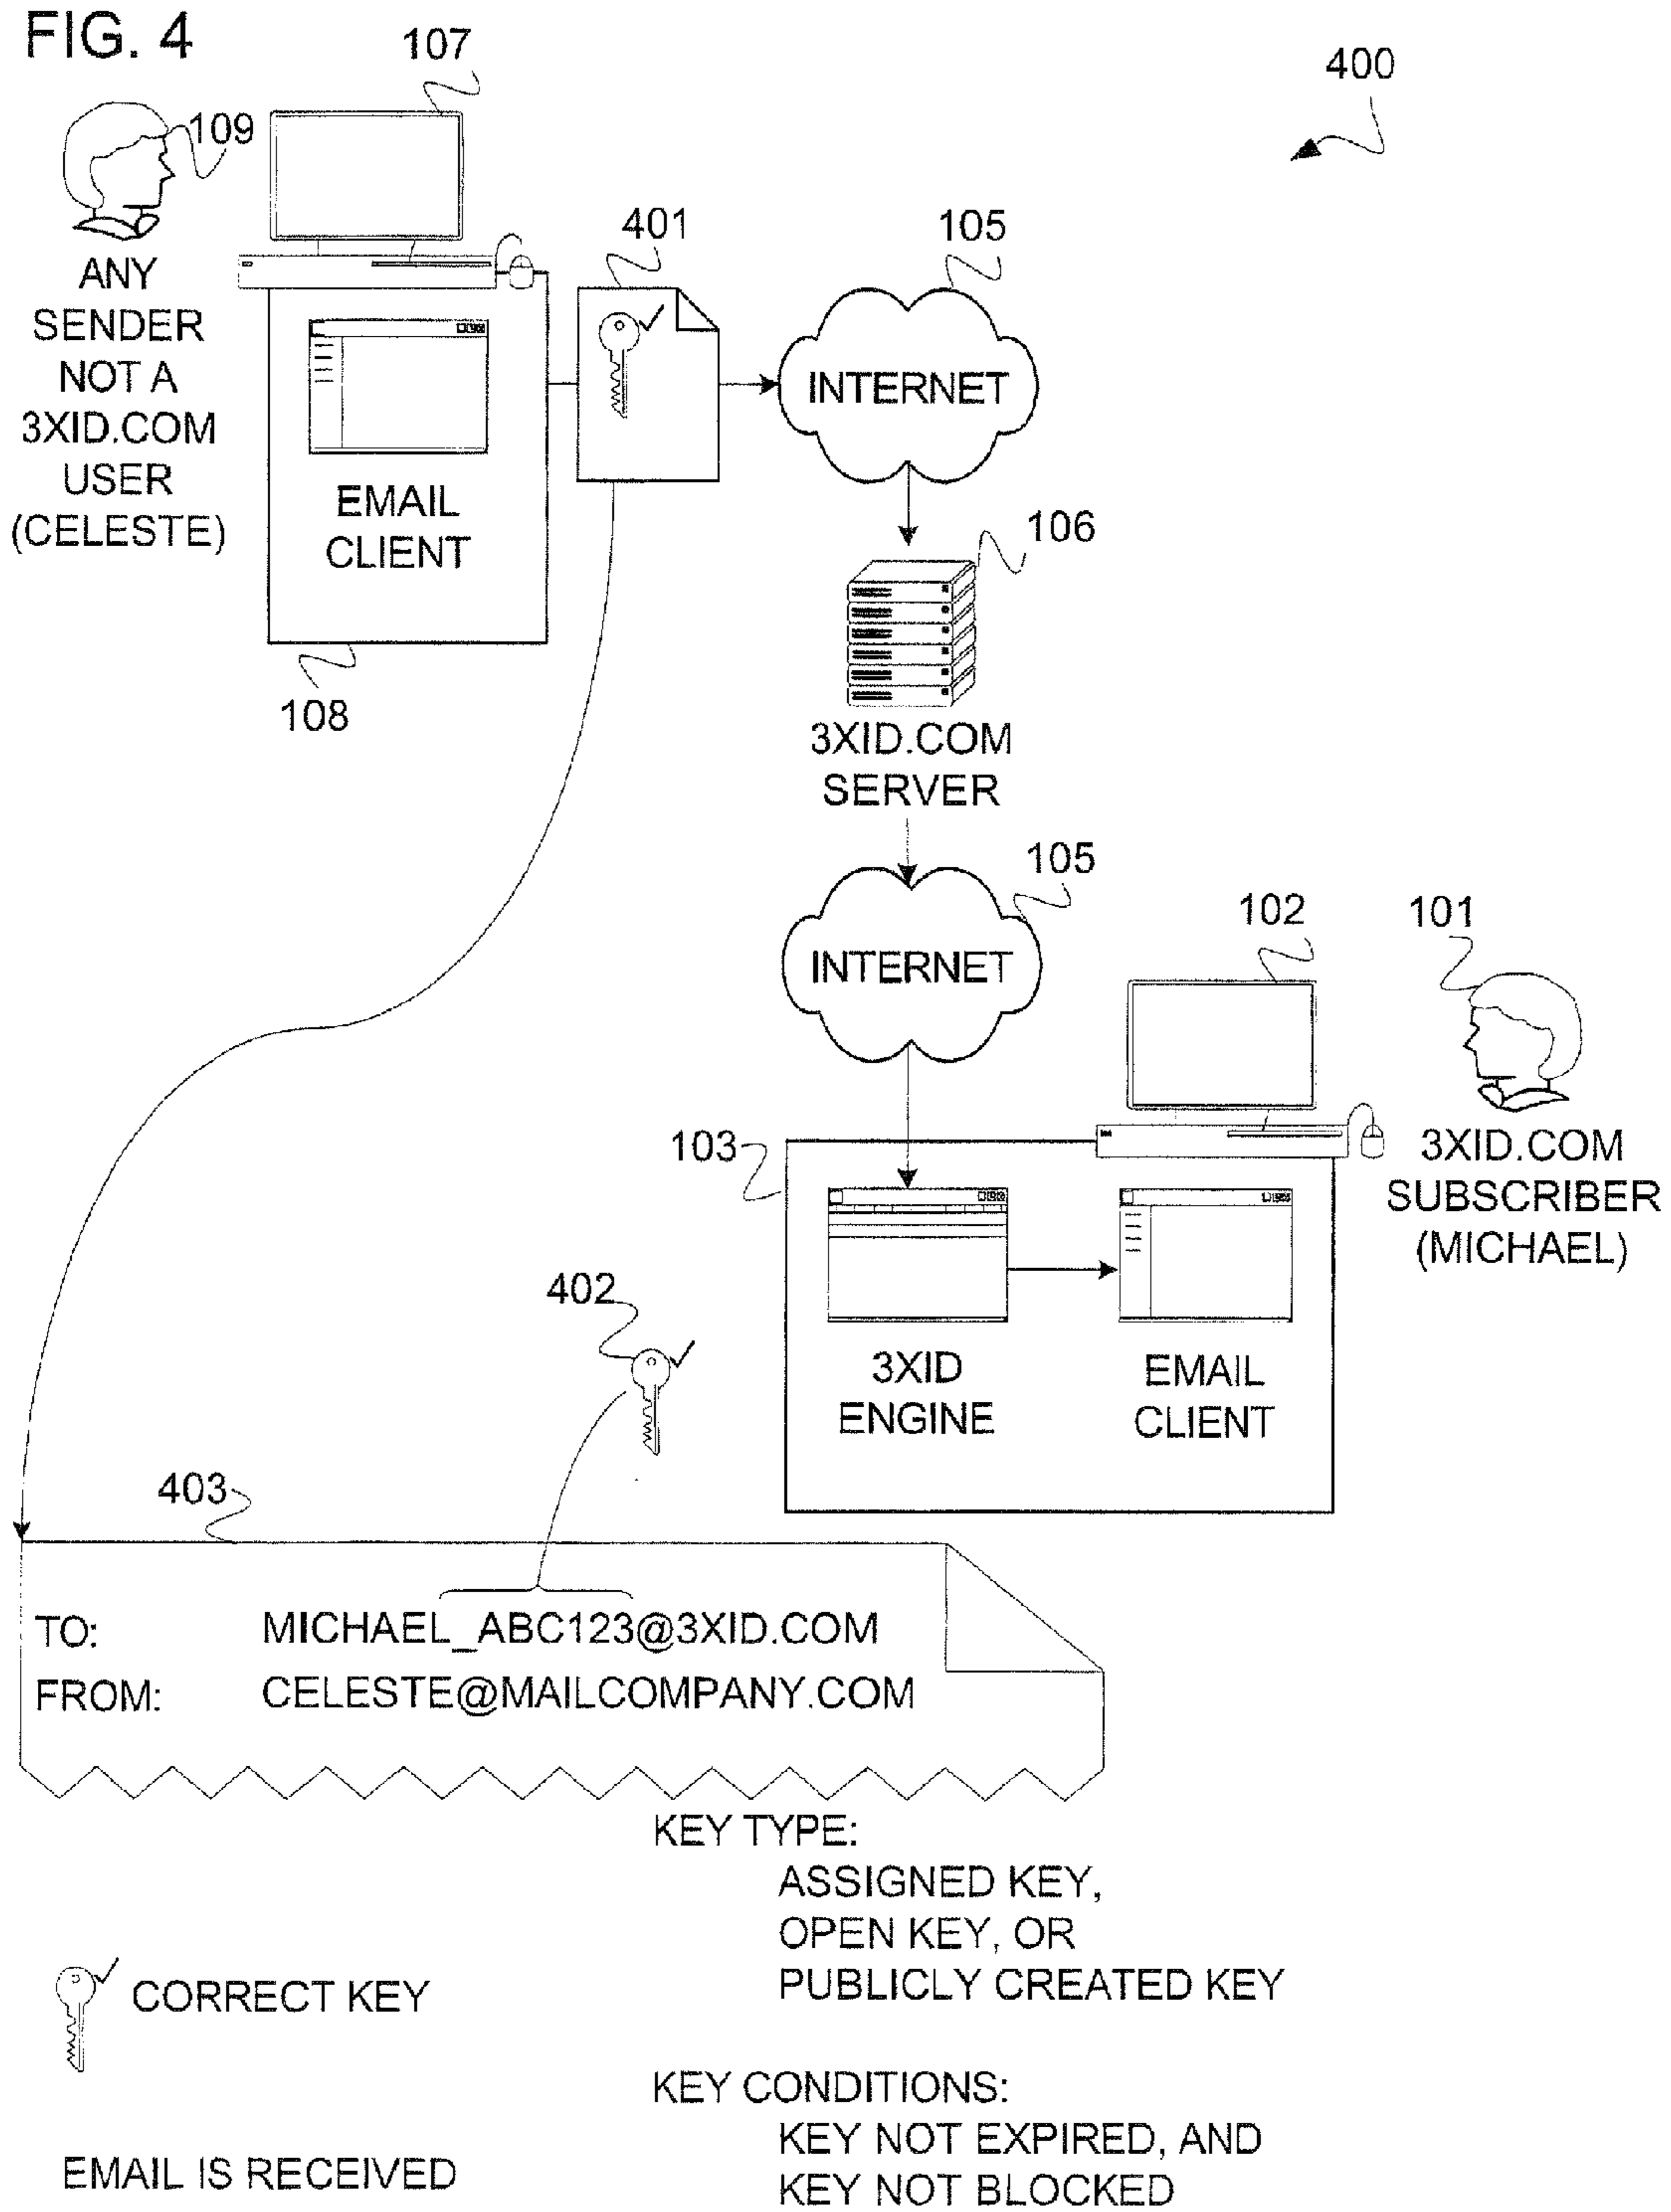 FIG. 4
107
400
109
401
105
ANY
SENDER
NOT A
3XID.COM
USER
(CELESTE)
INTERNET
EMAIL
CLIENT
106
108
3XID.COM
SERVER
105
102
101
INTERNET
103
3XID.COM
SUBSCRIBER
(MICHAEL)
402
3XID
ENGINE
EMAIL
CLIENT
403
TO: MICHAEL_ABC123@3XID.COM
FROM: CELESTE@MAILCOMPANY.COM
KEY TYPE:
ASSIGNED KEY,
OPEN KEY, OR
PUBLICLY CREATED KEY
CORRECT KEY
KEY CONDITIONS:
KEY NOT EXPIRED, AND
KEY NOT BLOCKED
EMAIL IS RECEIVED